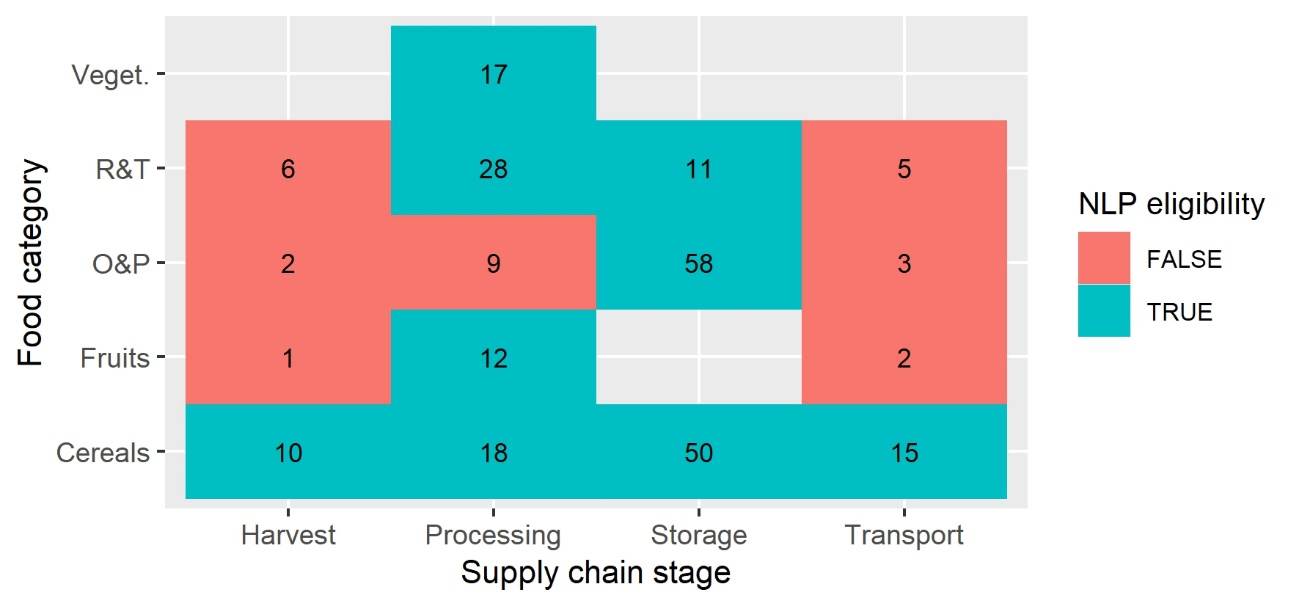 Food category
Veget. 17
R&T 6 28 11 5
O&P 2 9 58 3
Fruits 1 12 2
Cereals 10 18 50 15
Harvest Processing Storage Transport
Supply chain stage
NLP eligibility
FALSE
TRUE